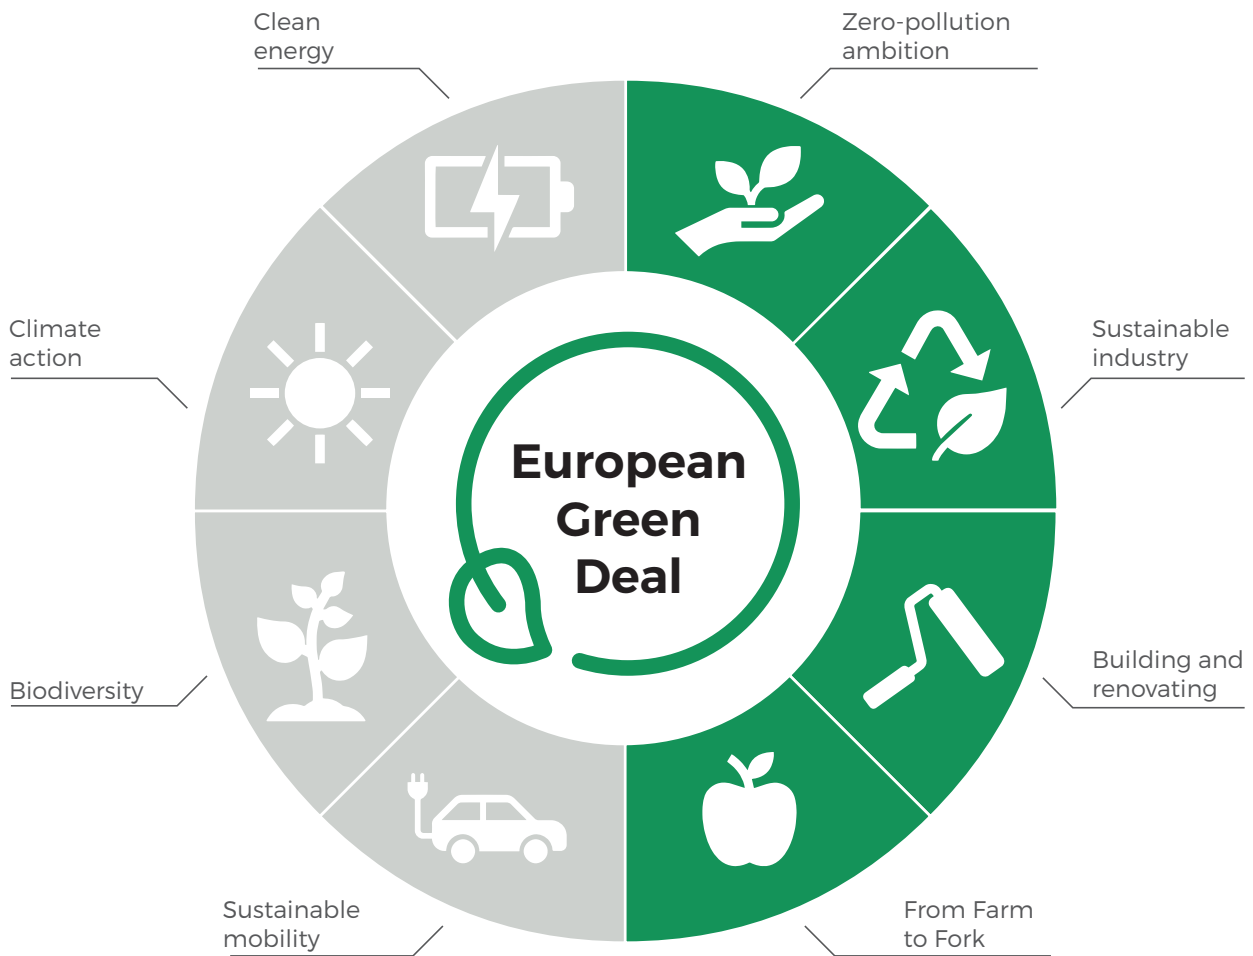 Clean
energy
Zero-pollution
ambition
Climate
action
Sustainable
industry
European
Green
Deal
Biodiversity
Building and
renovating
Sustainable
mobility
From Farm
to Fork